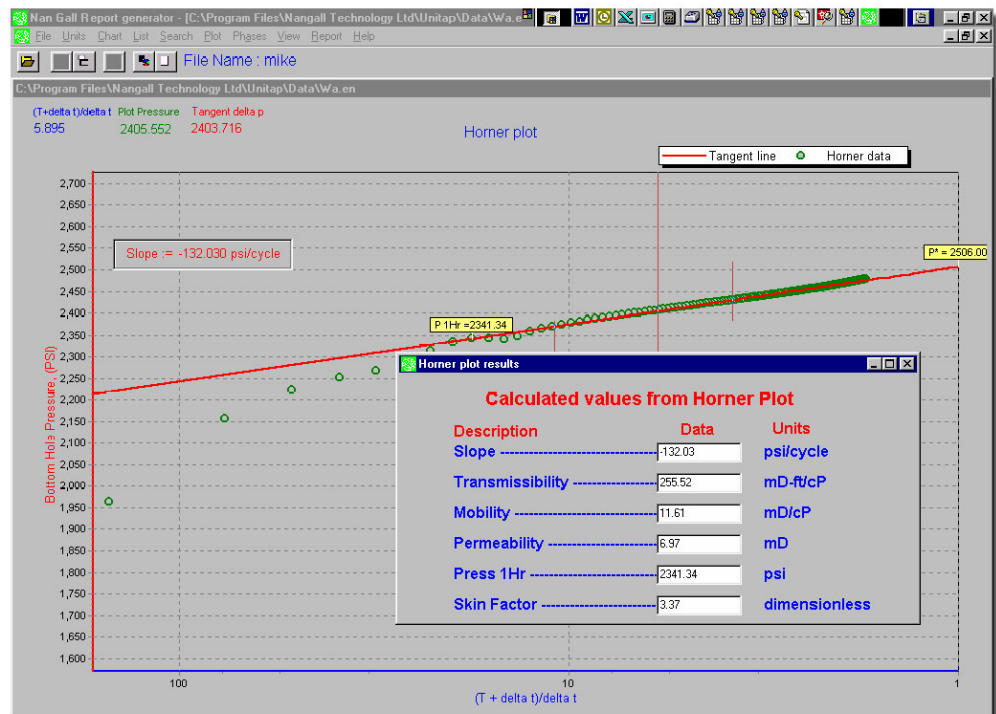 Nan Gall Report generator - [C:\Program Files\Nangall Technology Ltd\Unitap\Data\Wa.e
File Units Chart List Search Plot Phases View Report Help
File Name : mike
C:\Program Files\Nangall Technology Ltd\Unitap\Data\Wa.en
(T+delta t)/delta t Plot Pressure Tangent delta p
5.895 2405.552 2403.716
Horner plot
Tangent line Horner data
2,700
2,650
2,600
2,550
2,500
2,450
2,400
2,350
2,300
2,250
2,200
2,150
2,100
2,050
2,000
1,950
1,900
1,850
1,800
1,750
1,700
1,650
1,600
Bottom Hole Pressure, (PSI)
Slope := -132.030 psi/cycle
P* = 2506.00
P 1Hr =2341.34
Horner plot results
Calculated values from Horner Plot
Description Data Units
Slope -132.03 psi/cycle
Transmissibility 255.52 mD-ft/cP
Mobility 11.61 mD/cP
Permeability 6.97 mD
Press 1Hr 2341.34 psi
Skin Factor 3.37 dimensionless
100 10 1
(T + delta t)/delta t